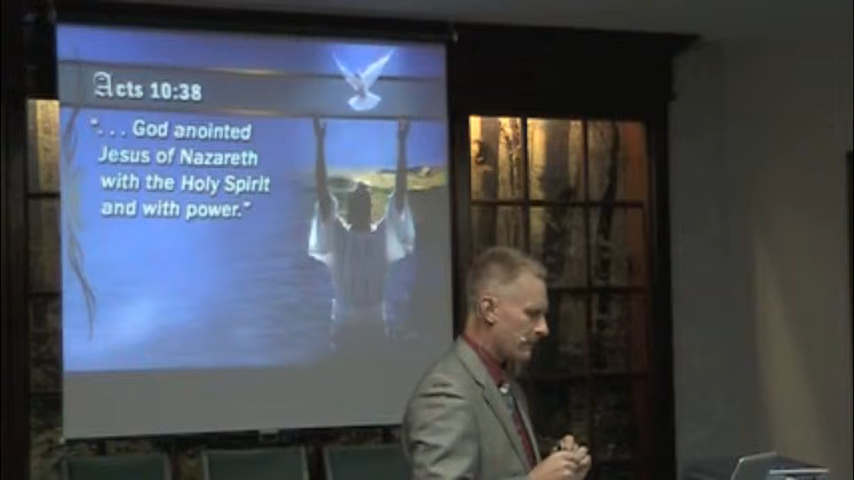 Acts 10:38
". . . God anointed
Jesus of Nazareth
with the Holy Spirit
and with power."